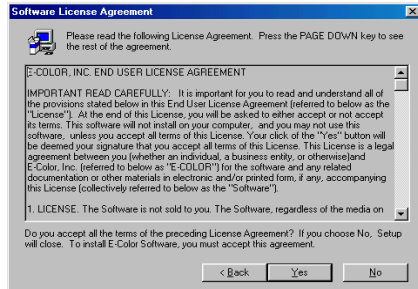 Software License Agreement
Please read the following License Agreement. Press the PAGE DOWN key to see
the rest of the agreement.
E-COLOR, INC. END USER LICENSE AGREEMENT
IMPORTANT READ CAREFULLY: It is important for you to read and understand all of
the provisions stated below in this End User License Agreement (referred to below as the
"License"). At the end of this License, you will be asked to either accept or not accept
its terms. This software will not install on your computer, and you may not use this
software, unless you accept all terms of this License. Your click of the "Yes" button will
be deemed your signature that you accept all terms of this License. This License is a legal
agreement between you (whether an individual, a business entity, or otherwise)and
E-Color, Inc. (referred to below as "E-COLOR") for the software and any related
documentation or other materials in electronic and/or printed form, if any, accompanying
this License (collectively referred to below as the "Software").
1. LICENSE. The Software is not sold to you. The Software, regardless of the media on
Do you accept all the terms of the preceding License Agreement? If you choose No, Setup
will close. To install E-Color Software, you must accept this agreement.
< Back Yes No